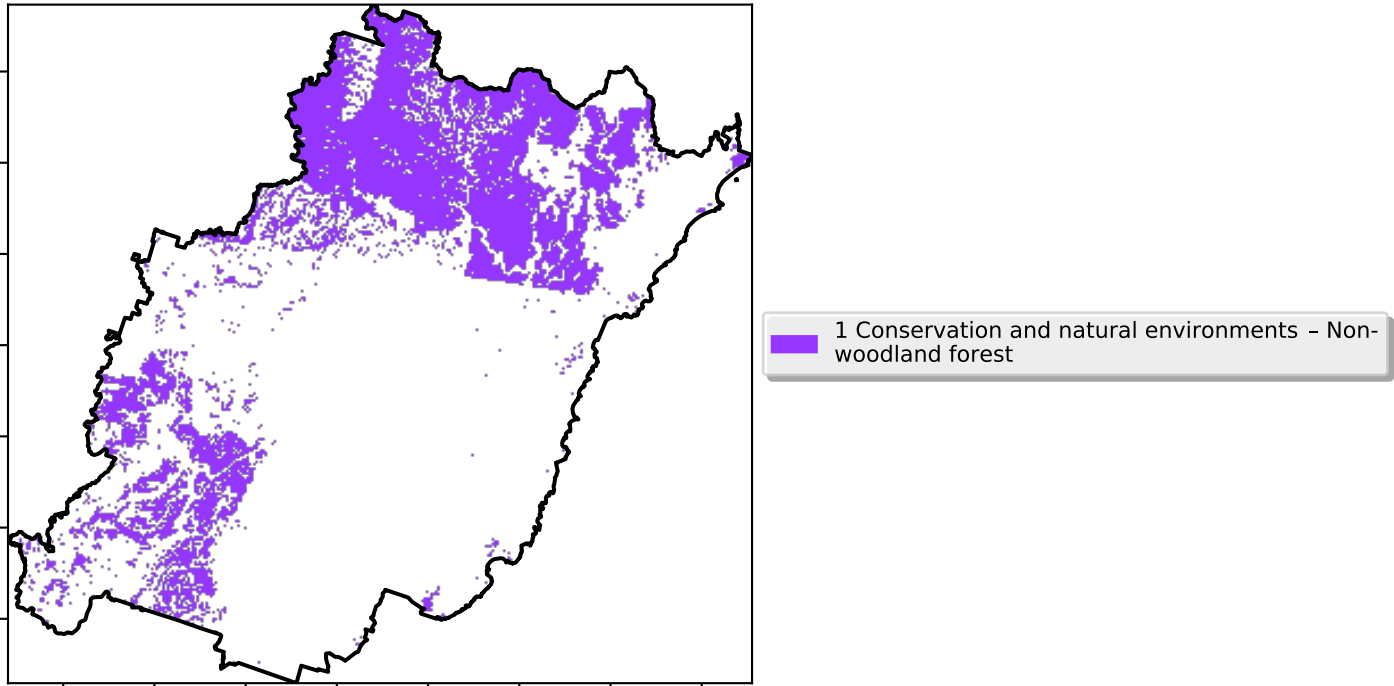 1 Conservation and natural environments – Non-
woodland forest